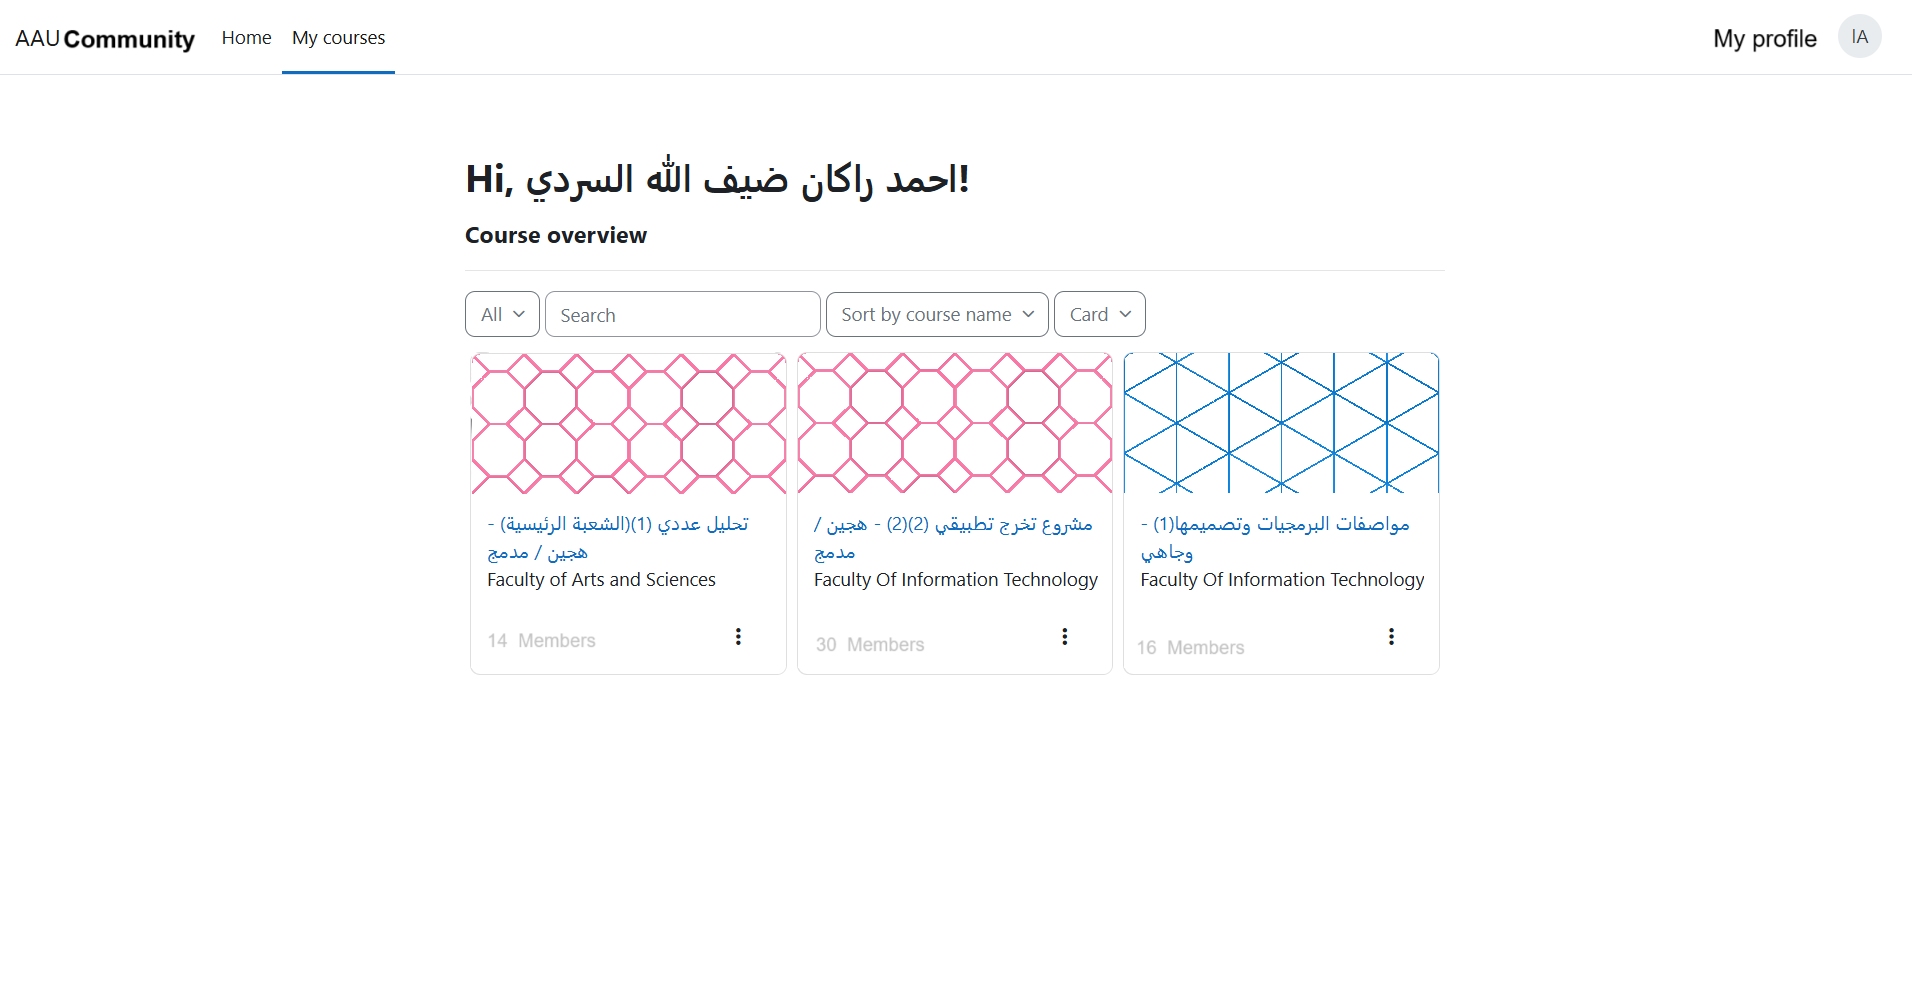 AAU Community
Home
My courses
My profile
اA
Hi, احمد راكان ضيف الله السردي!
Course overview
All
Search
Sort by course name
Card
تحليل عددي (1)(الشعبة الرئيسية) -
هجين / مدمج
Faculty of Arts and Sciences
14 Members
مشروع تخرج تطبيقي (2)(2) - هجين /
مدمج
Faculty Of Information Technology
30 Members
مواصفات البرمجيات وتصميمها(1) -
وجاهي
Faculty Of Information Technology
16 Members